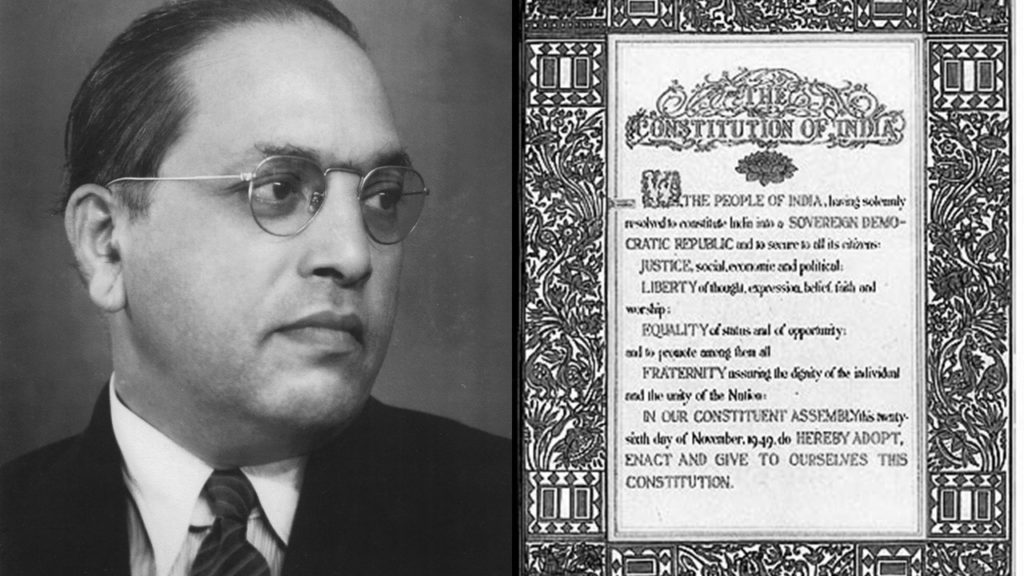 THE
CONSTITUTION OF INDIA
WE, THE PEOPLE OF INDIA, having solemnly
resolved to constitute India into a SOVEREIGN DEMO-
CRATIC REPUBLIC and to secure to all its citizens:
JUSTICE, social, economic and political;
LIBERTY of thought, expression, belief, faith and
worship;
EQUALITY of status and of opportunity;
and to promote among them all
FRATERNITY assuring the dignity of the individual
and the unity of the Nation;
IN OUR CONSTITUENT ASSEMBLY this twenty-
sixth day of November, 1949, do HEREBY ADOPT,
ENACT AND GIVE TO OURSELVES THIS
CONSTITUTION.